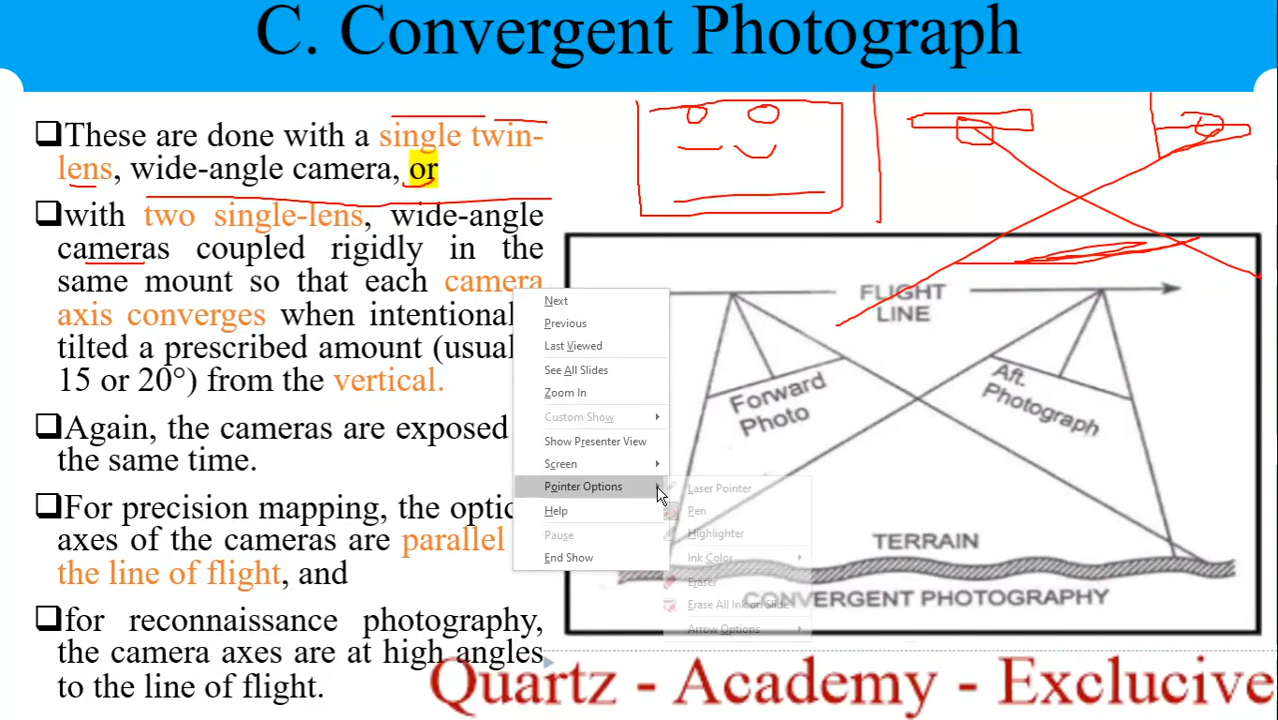 C. Convergent Photograph
❑These are done with a single twin-
lens, wide-angle camera, or
❑with two single-lens, wide-angle
cameras coupled rigidly in the
same mount so that each camera
axis converges when intentional
tilted a prescribed amount (usual
15 or 20°) from the vertical.
❑Again, the cameras are exposed
the same time.
❑For precision mapping, the optic
axes of the cameras are parallel
the line of flight, and
❑for reconnaissance photography,
the camera axes are at high angles
to the line of flight.
Next
Previous
Last Viewed
See All Slides
Zoom In
Custom Show
Show Presenter View
Screen
Pointer Options
Help
Pause
End Show
Laser Pointer
Pen
Highlighter
Ink Color
Eraser
Erase All Ink on Slide
Arrow Options
FLIGHT
LINE
Forward
Photo
Aft.
Photograph
TERRAIN
CONVERGENT PHOTOGRAPHY
Quartz - Academy - Exclucive